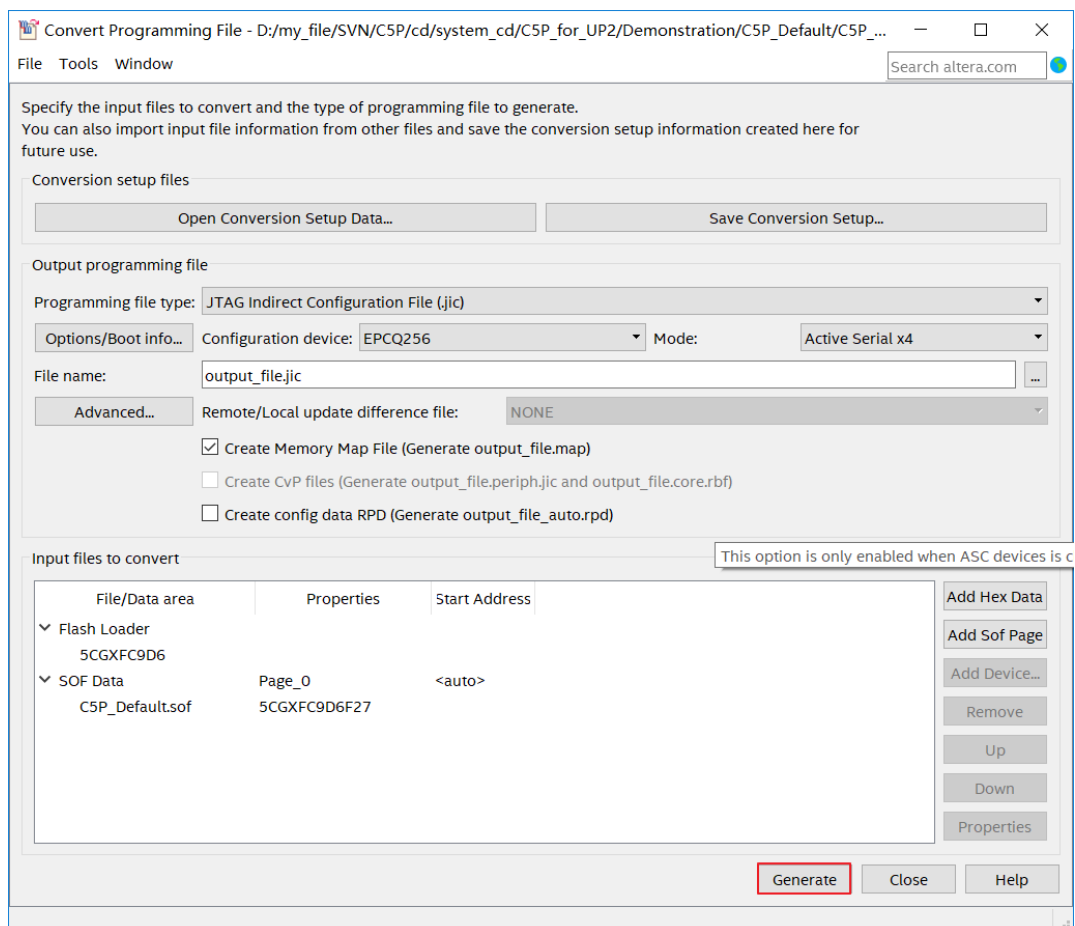 Convert Programming File - D:/my_file/SVN/C5P/cd/system_cd/C5P_for_UP2/Demonstration/C5P_Default/C5P_...
File Tools Window
Search altera.com
Specify the input files to convert and the type of programming file to generate.
You can also import input file information from other files and save the conversion setup information created here for
future use.
Conversion setup files
Open Conversion Setup Data... Save Conversion Setup...
Output programming file
Programming file type: JTAG Indirect Configuration File (.jic)
Options/Boot info... Configuration device: EPCQ256 Mode: Active Serial x4
File name: output_file.jic ...
Advanced... Remote/Local update difference file: NONE
Create Memory Map File (Generate output_file.map)
Create CvP files (Generate output_file.periph.jic and output_file.core.rbf)
Create config data RPD (Generate output_file_auto.rpd)
This option is only enabled when ASC devices is c
Input files to convert
File/Data area Properties Start Address
Add Hex Data
Flash Loader
Add Sof Page
5CGXFC9D6
SOF Data Page_0 <auto>
Add Device...
C5P_Default.sof 5CGXFC9D6F27
Remove
Up
Down
Properties
Generate Close Help